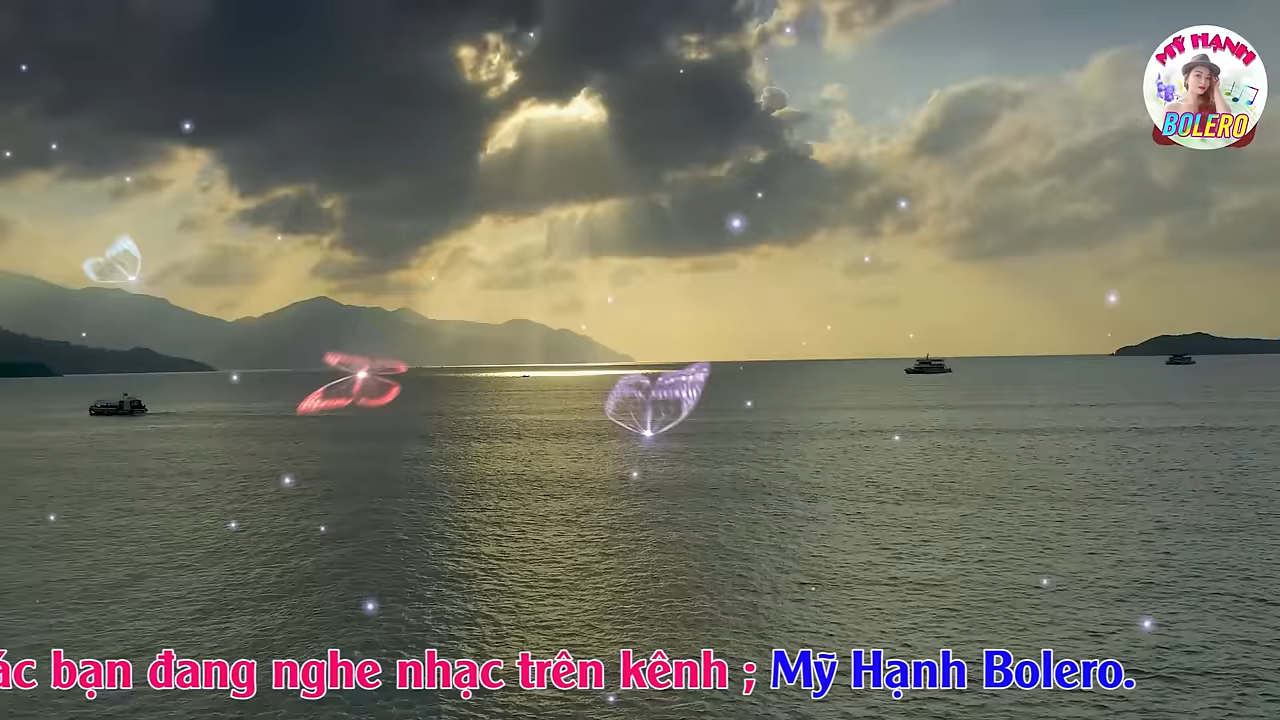 MỸ HẠNH
BOLERO
ác bạn đang nghe nhạc trên kênh ; Mỹ Hạnh Bolero.